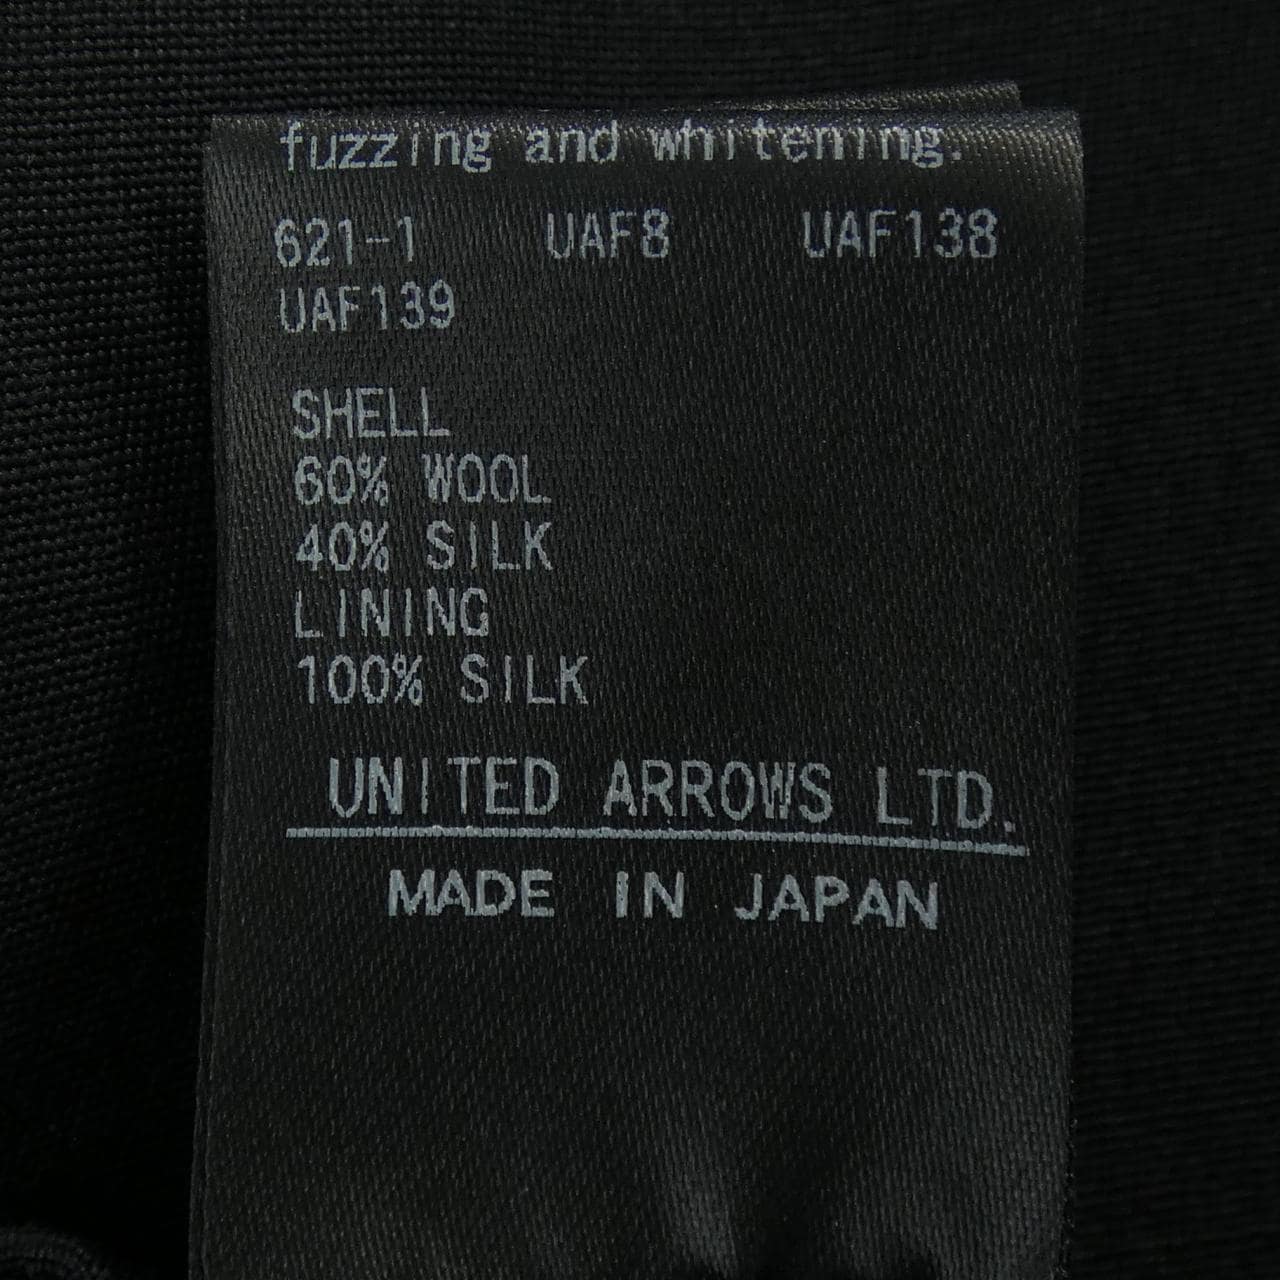 fuzzing and whitening.
621-1 UAF8 UAF138
UAF139
SHELL
60% WOOL
40% SILK
LINING
100% SILK
UNITED ARROWS LTD.
MADE IN JAPAN